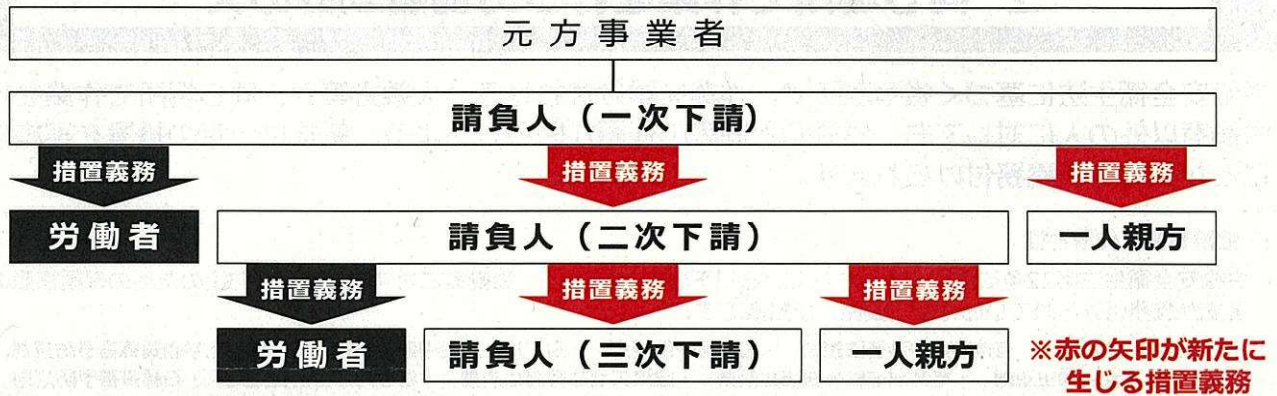 元方事業者
請負人（一次下請）
措置義務 措置義務 措置義務
労働者 請負人（二次下請） 一人親方
措置義務 措置義務 措置義務
労働者 請負人（三次下請） 一人親方 ※赤の矢印が新たに
生じる措置義務